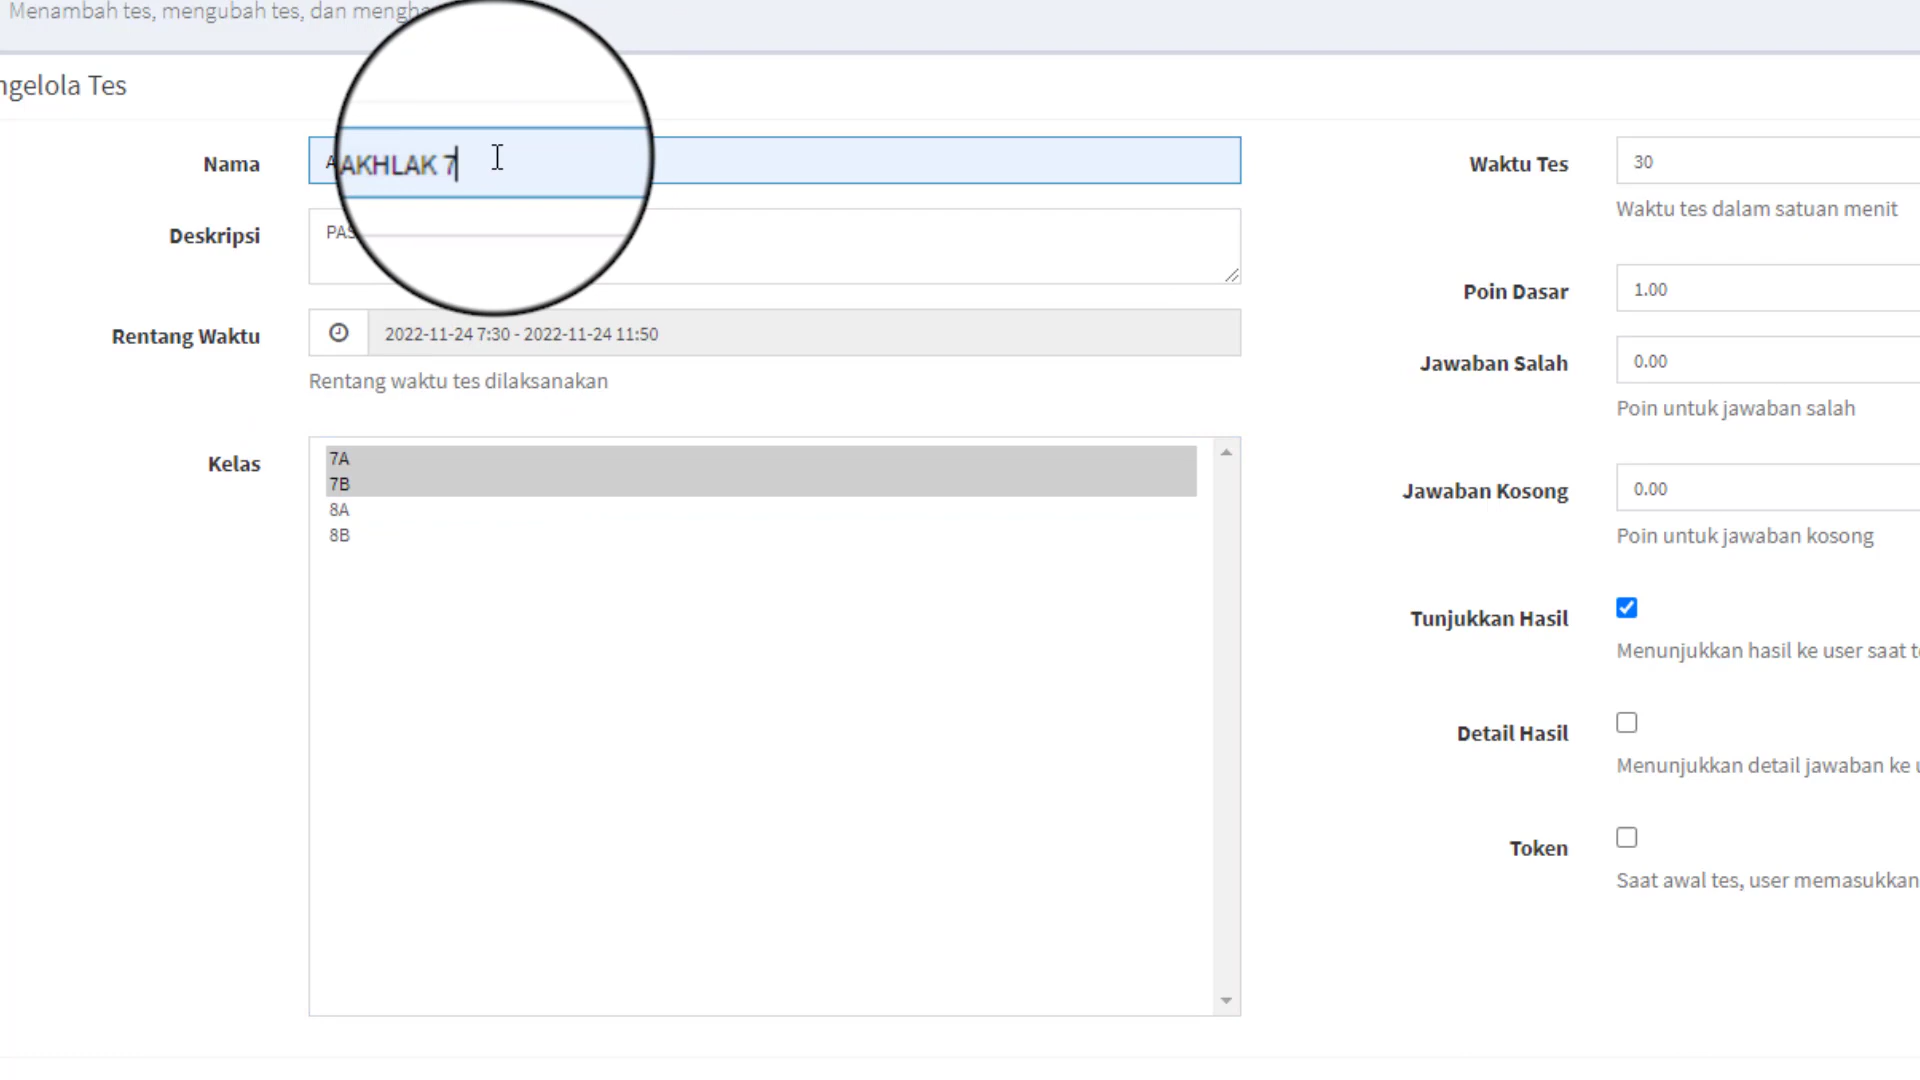 Menambah tes, mengubah tes, dan
ngelola Tes
Nama
AKHLAK 7
Deskripsi
Rentang Waktu
2022-11-24 7:30 - 2022-11-24 11:50
Rentang waktu tes dilaksanakan
Kelas
7A
7B
8A
8B
Waktu Tes
30
Waktu tes dalam satuan menit
Poin Dasar
1.00
Jawaban Salah
0.00
Poin untuk jawaban salah
Jawaban Kosong
0.00
Poin untuk jawaban kosong
Tunjukkan Hasil
Menunjukkan hasil ke user saat
Detail Hasil
Menunjukkan detail jawaban ke
Token
Saat awal tes, user memasukkan